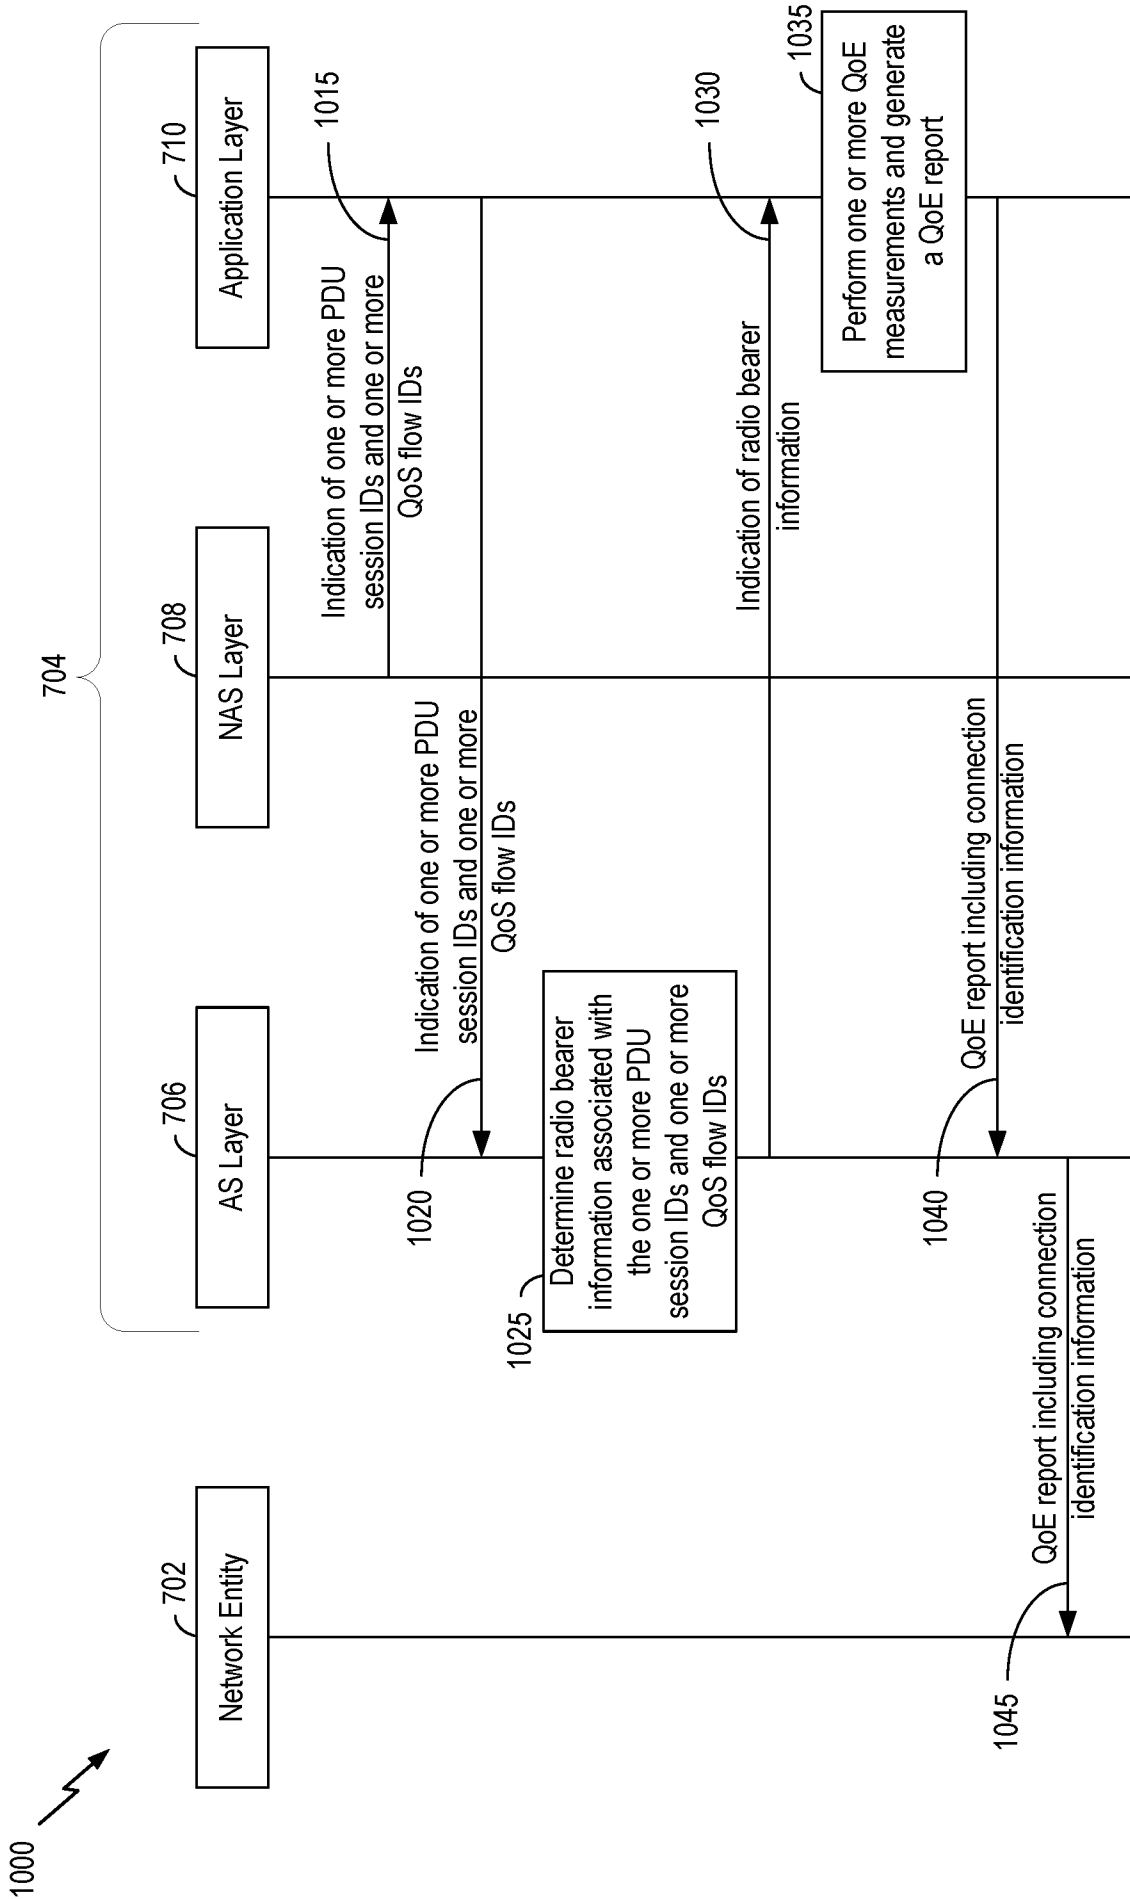 1000
704
702
706
708
710
Network Entity
AS Layer
NAS Layer
Application Layer
1015
Indication of one or more PDU
session IDs and one or more
QoS flow IDs
1020
Indication of one or more PDU
session IDs and one or more
QoS flow IDs
1025
Determine radio bearer
information associated with
the one or more PDU
session IDs and one or more
QoS flow IDs
1030
Indication of radio bearer
information
1035
Perform one or more QoE
measurements and generate
a QoE report
1040
QoE report including connection
identification information
1045
QoE report including connection
identification information